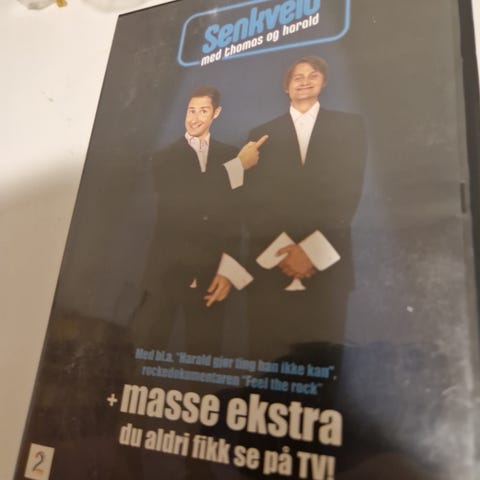 Senkveld
med thomas og harald
Med bl.a. "Harald gjør ting han ikke kan",
rockedokumentaren "Feel the rock"
+ masse ekstra
du aldri fikk se på TV!
2